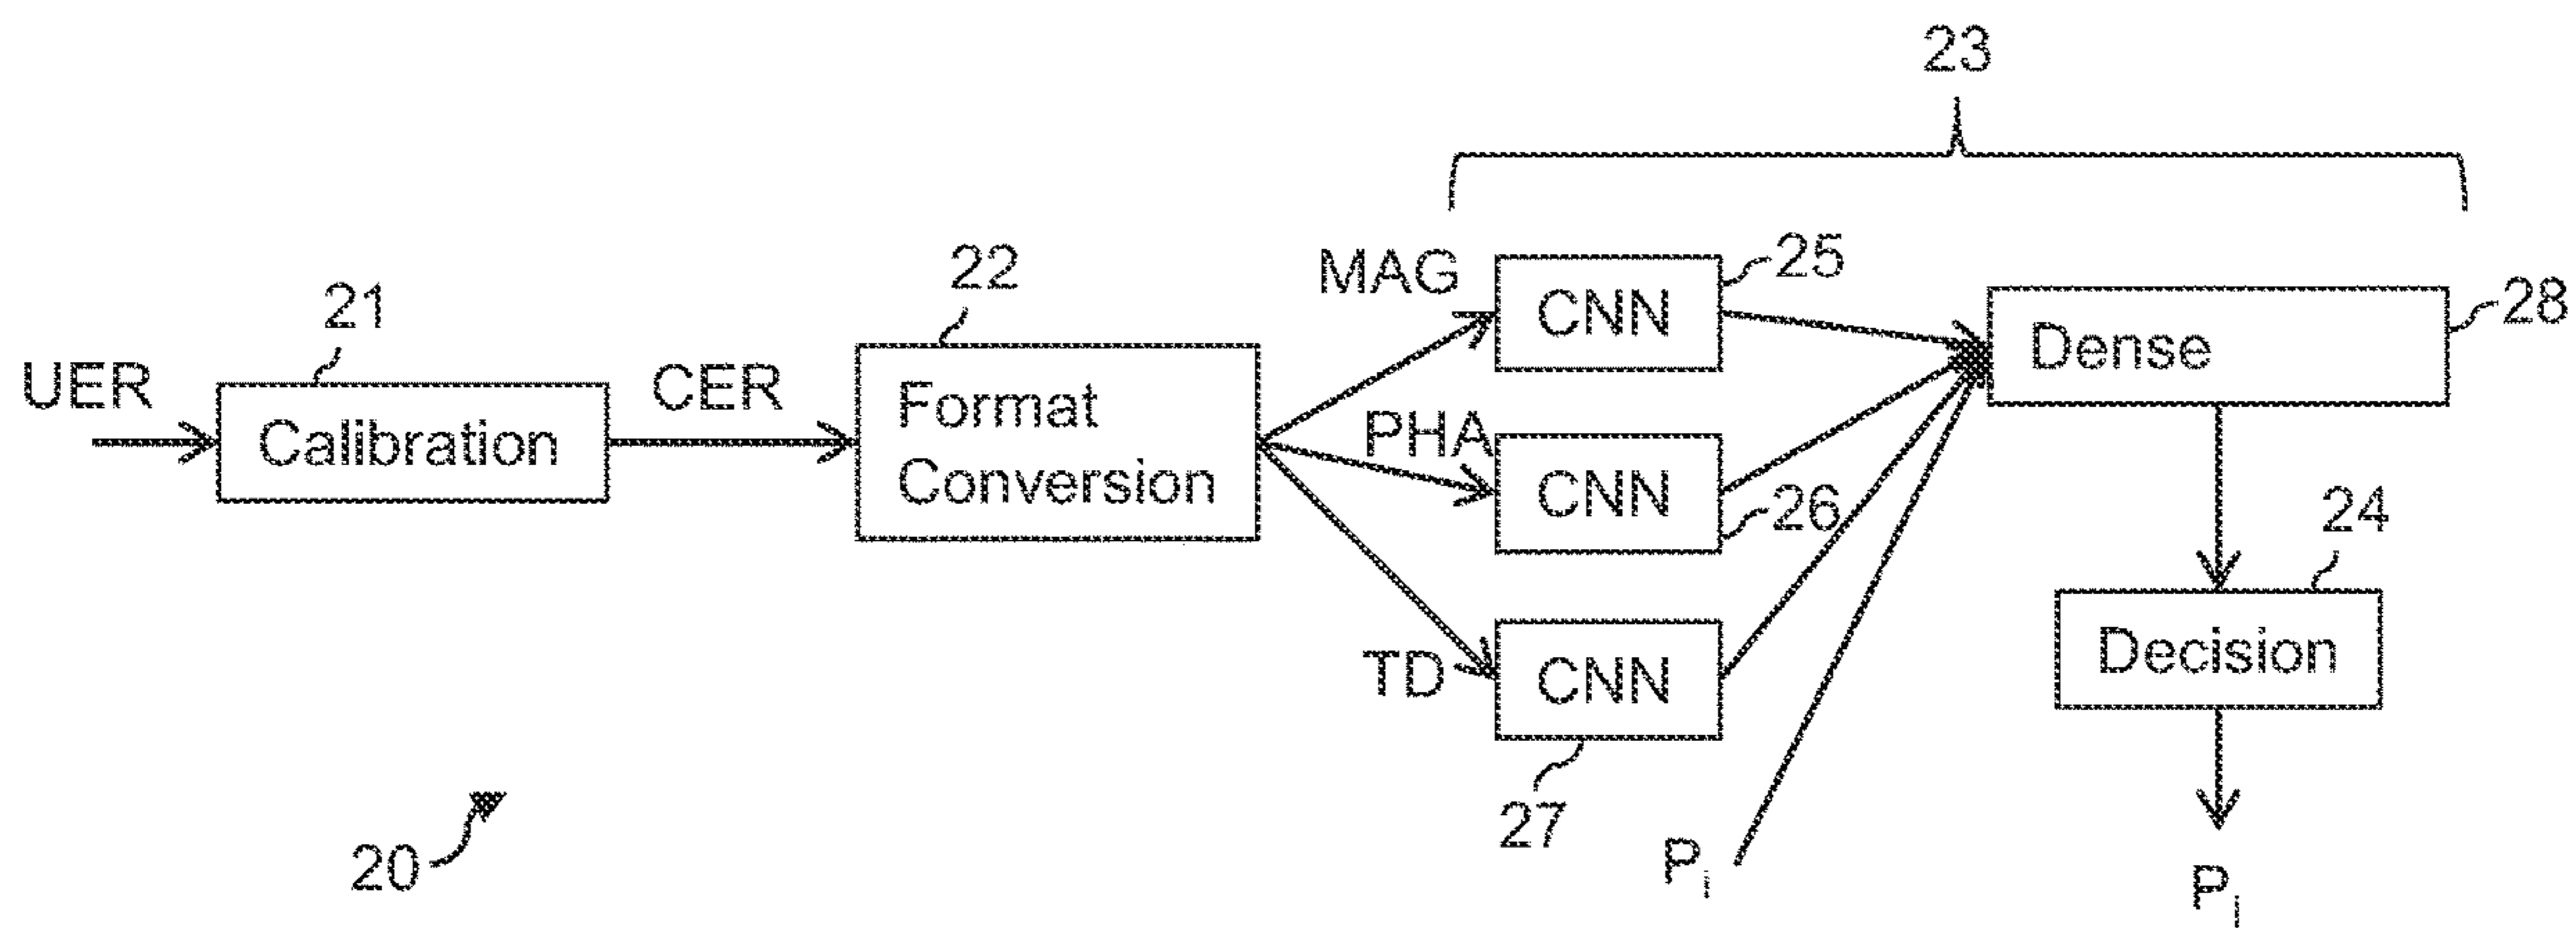 23
22
MAG
25
21
CNN
28
Dense
UER
CER
Format
Conversion
Calibration
PHA
CNN
26
24
TD
CNN
Decision
27
20
Pi
Pi